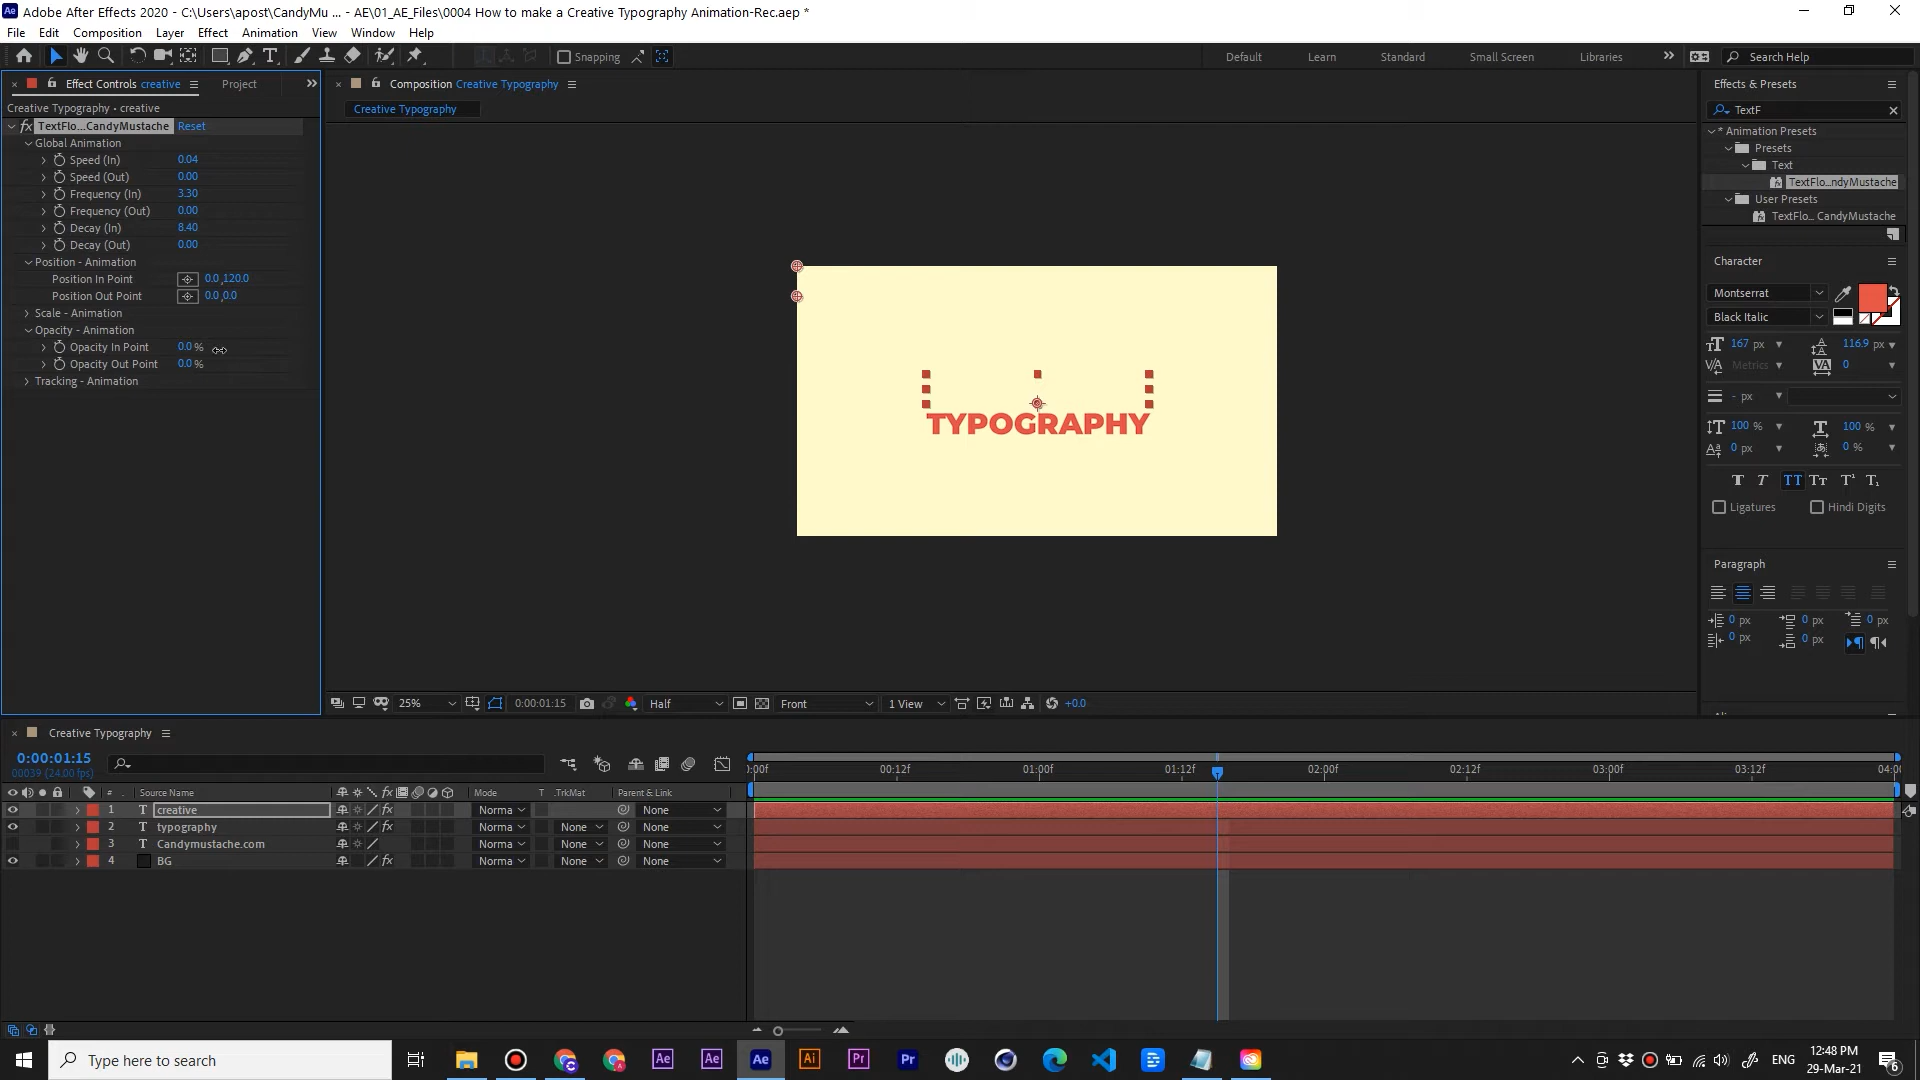 Adobe After Effects 2020 - C:\Users\apost\CandyMu ... - AE\01_AE_Files\0004 How to make a Creative Typography Animation-Rec.aep *
File Edit Composition Layer Effect Animation View Window Help
Snapping
Default Learn Standard Small Screen Libraries Search Help
Effect Controls creative Project
Creative Typography • creative
fx TextFlo...CandyMustache Reset
Global Animation
Speed (In) 0.04
Speed (Out) 0.00
Frequency (In) 3.30
Frequency (Out) 0.00
Decay (In) 8.40
Decay (Out) 0.00
Position - Animation
Position In Point 0.0,120.0
Position Out Point 0.0,0.0
Scale - Animation
Opacity - Animation
Opacity In Point 0.0 %
Opacity Out Point 0.0 %
Tracking - Animation
Composition Creative Typography
Creative Typography
TYPOGRAPHY
25% 0:00:01:15 Half Front 1 View +0.0
Effects & Presets
TextF
* Animation Presets
Presets
Text
TextFlo...ndyMustache
User Presets
TextFlo... CandyMustache
Character
Montserrat
Black Italic
167 px 116.9 px
Metrics 0
- px
100 % 100 %
0 px 0 %
Ligatures Hindi Digits
Paragraph
0 px 0 px 0 px
0 px 0 px
Creative Typography
0:00:01:15
00039 (24.00 fps)
# Source Name fx Mode T .TrkMat Parent & Link
1 T creative fx Norma None
2 T typography fx Norma None None
3 T Candymustache.com Norma None None
4 BG fx Norma None None
:00f 00:12f 01:00f 01:12f 02:00f 02:12f 03:00f 03:12f 04:00
Type here to search
ENG 12:48 PM
29-Mar-21
6